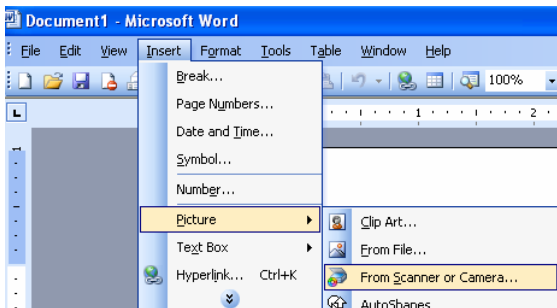 Document1 - Microsoft Word
File Edit View Insert Format Tools Table Window Help
100%
Break...
Page Numbers...
1 2
Date and Time...
Symbol...
Number...
Picture
Clip Art...
Text Box
From File...
Hyperlink... Ctrl+K
From Scanner or Camera...
AutoShapes